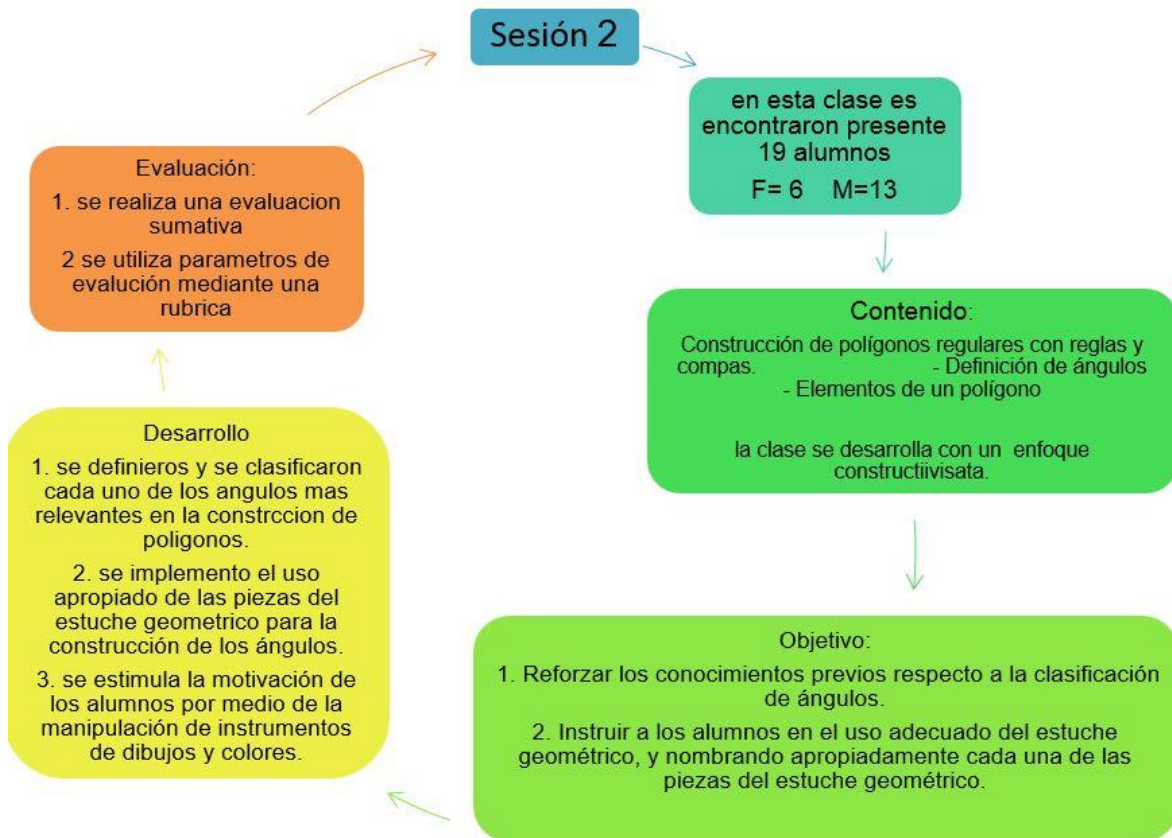 Sesión 2
en esta clase es
encontraron presente
19 alumnos
F= 6 M=13
Contenido:
Construcción de polígonos regulares con reglas y
compas. - Definición de ángulos
- Elementos de un polígono
la clase se desarrolla con un enfoque
constructiivisata.
Objetivo:
1. Reforzar los conocimientos previos respecto a la clasificación
de ángulos.
2. Instruir a los alumnos en el uso adecuado del estuche
geométrico, y nombrando apropiadamente cada una de las
piezas del estuche geométrico.
Desarrollo
1. se definieros y se clasificaron
cada uno de los angulos mas
relevantes en la constrccion de
poligonos.
2. se implemento el uso
apropiado de las piezas del
estuche geometrico para la
construcción de los ángulos.
3. se estimula la motivación de
los alumnos por medio de la
manipulación de instrumentos
de dibujos y colores.
Evaluación:
1. se realiza una evaluacion
sumativa
2 se utiliza parametros de
evalución mediante una
rubrica